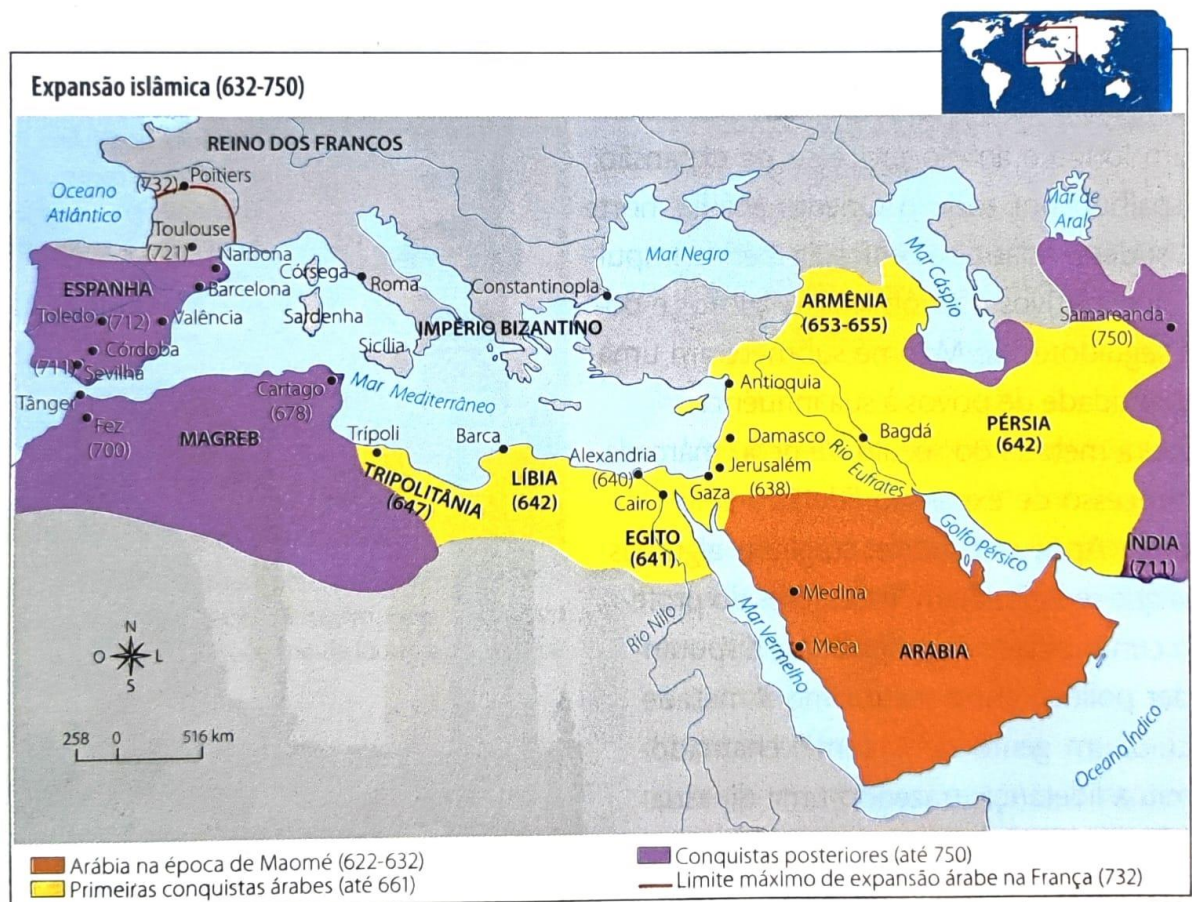 Expansão islâmica (632-750)
REINO DOS FRANCOS
Oceano
Atlântico
(732)
Poitiers
Toulouse
(721)
Narbona
Barcelona
ESPANHA
Toledo
(712)
Valência
Córdoba
(711)
Sevilha
Tânger
Fez
(700)
MAGREB
Córsega
Roma
Sardenha
Sicília
Cartago
(678)
Mar Mediterrâneo
IMPÉRIO BIZANTINO
Constantinopla
Mar Negro
Mar Cáspio
Mar de
Aral
ARMÊNIA
(653-655)
Samarcanda
(750)
Antioquia
PÉRSIA
(642)
Damasco
Bagdá
Rio Eufrates
Jerusalém
(638)
Gaza
Trípoli
TRIPOLITÂNIA
(647)
Barca
LÍBIA
(642)
Alexandria
(640)
Cairo
EGITO
(641)
Golfo Pérsico
ÍNDIA
(711)
Rio Nilo
Mar Vermelho
Medina
Meca
ARÁBIA
Oceano Índico
N
O
L
S
258 0 516 km
Arábia na época de Maomé (622-632)
Primeiras conquistas árabes (até 661)
Conquistas posteriores (até 750)
Limite máximo de expansão árabe na França (732)